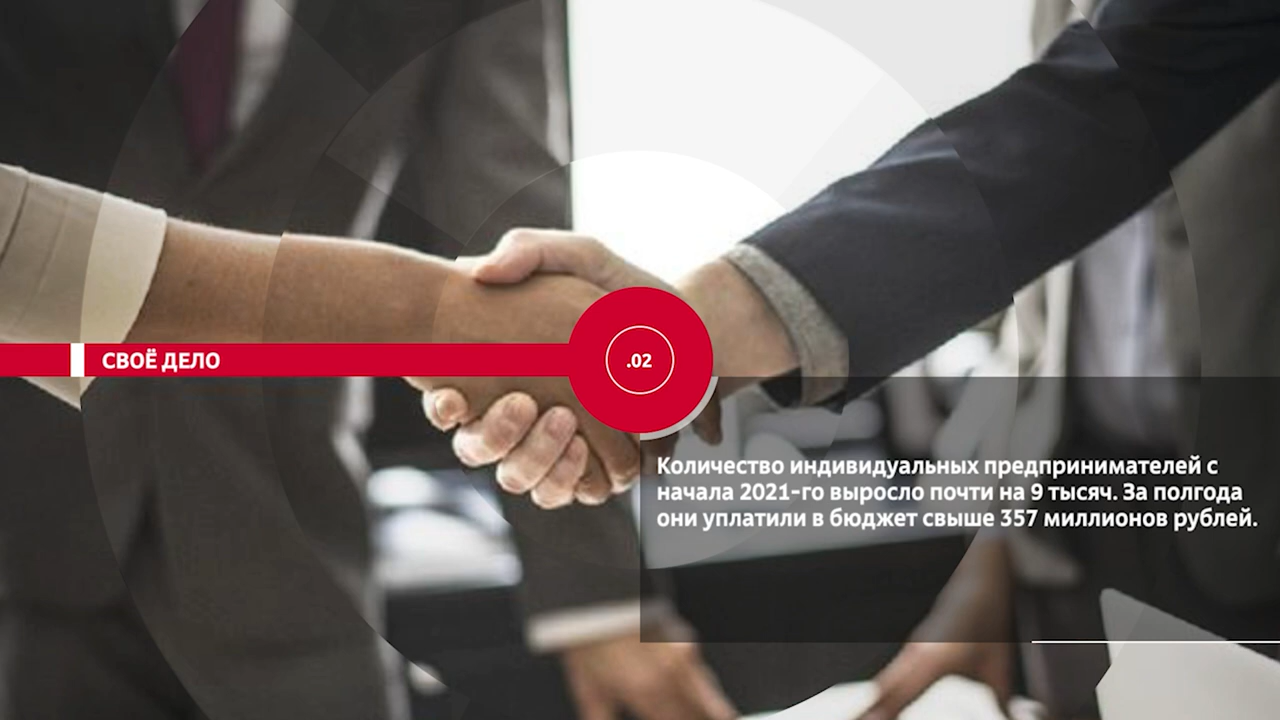 СВОЁ ДЕЛО
.02
Количество индивидуальных предпринимателей с
начала 2021-го выросло почти на 9 тысяч. За полгода
они уплатили в бюджет свыше 357 миллионов рублей.